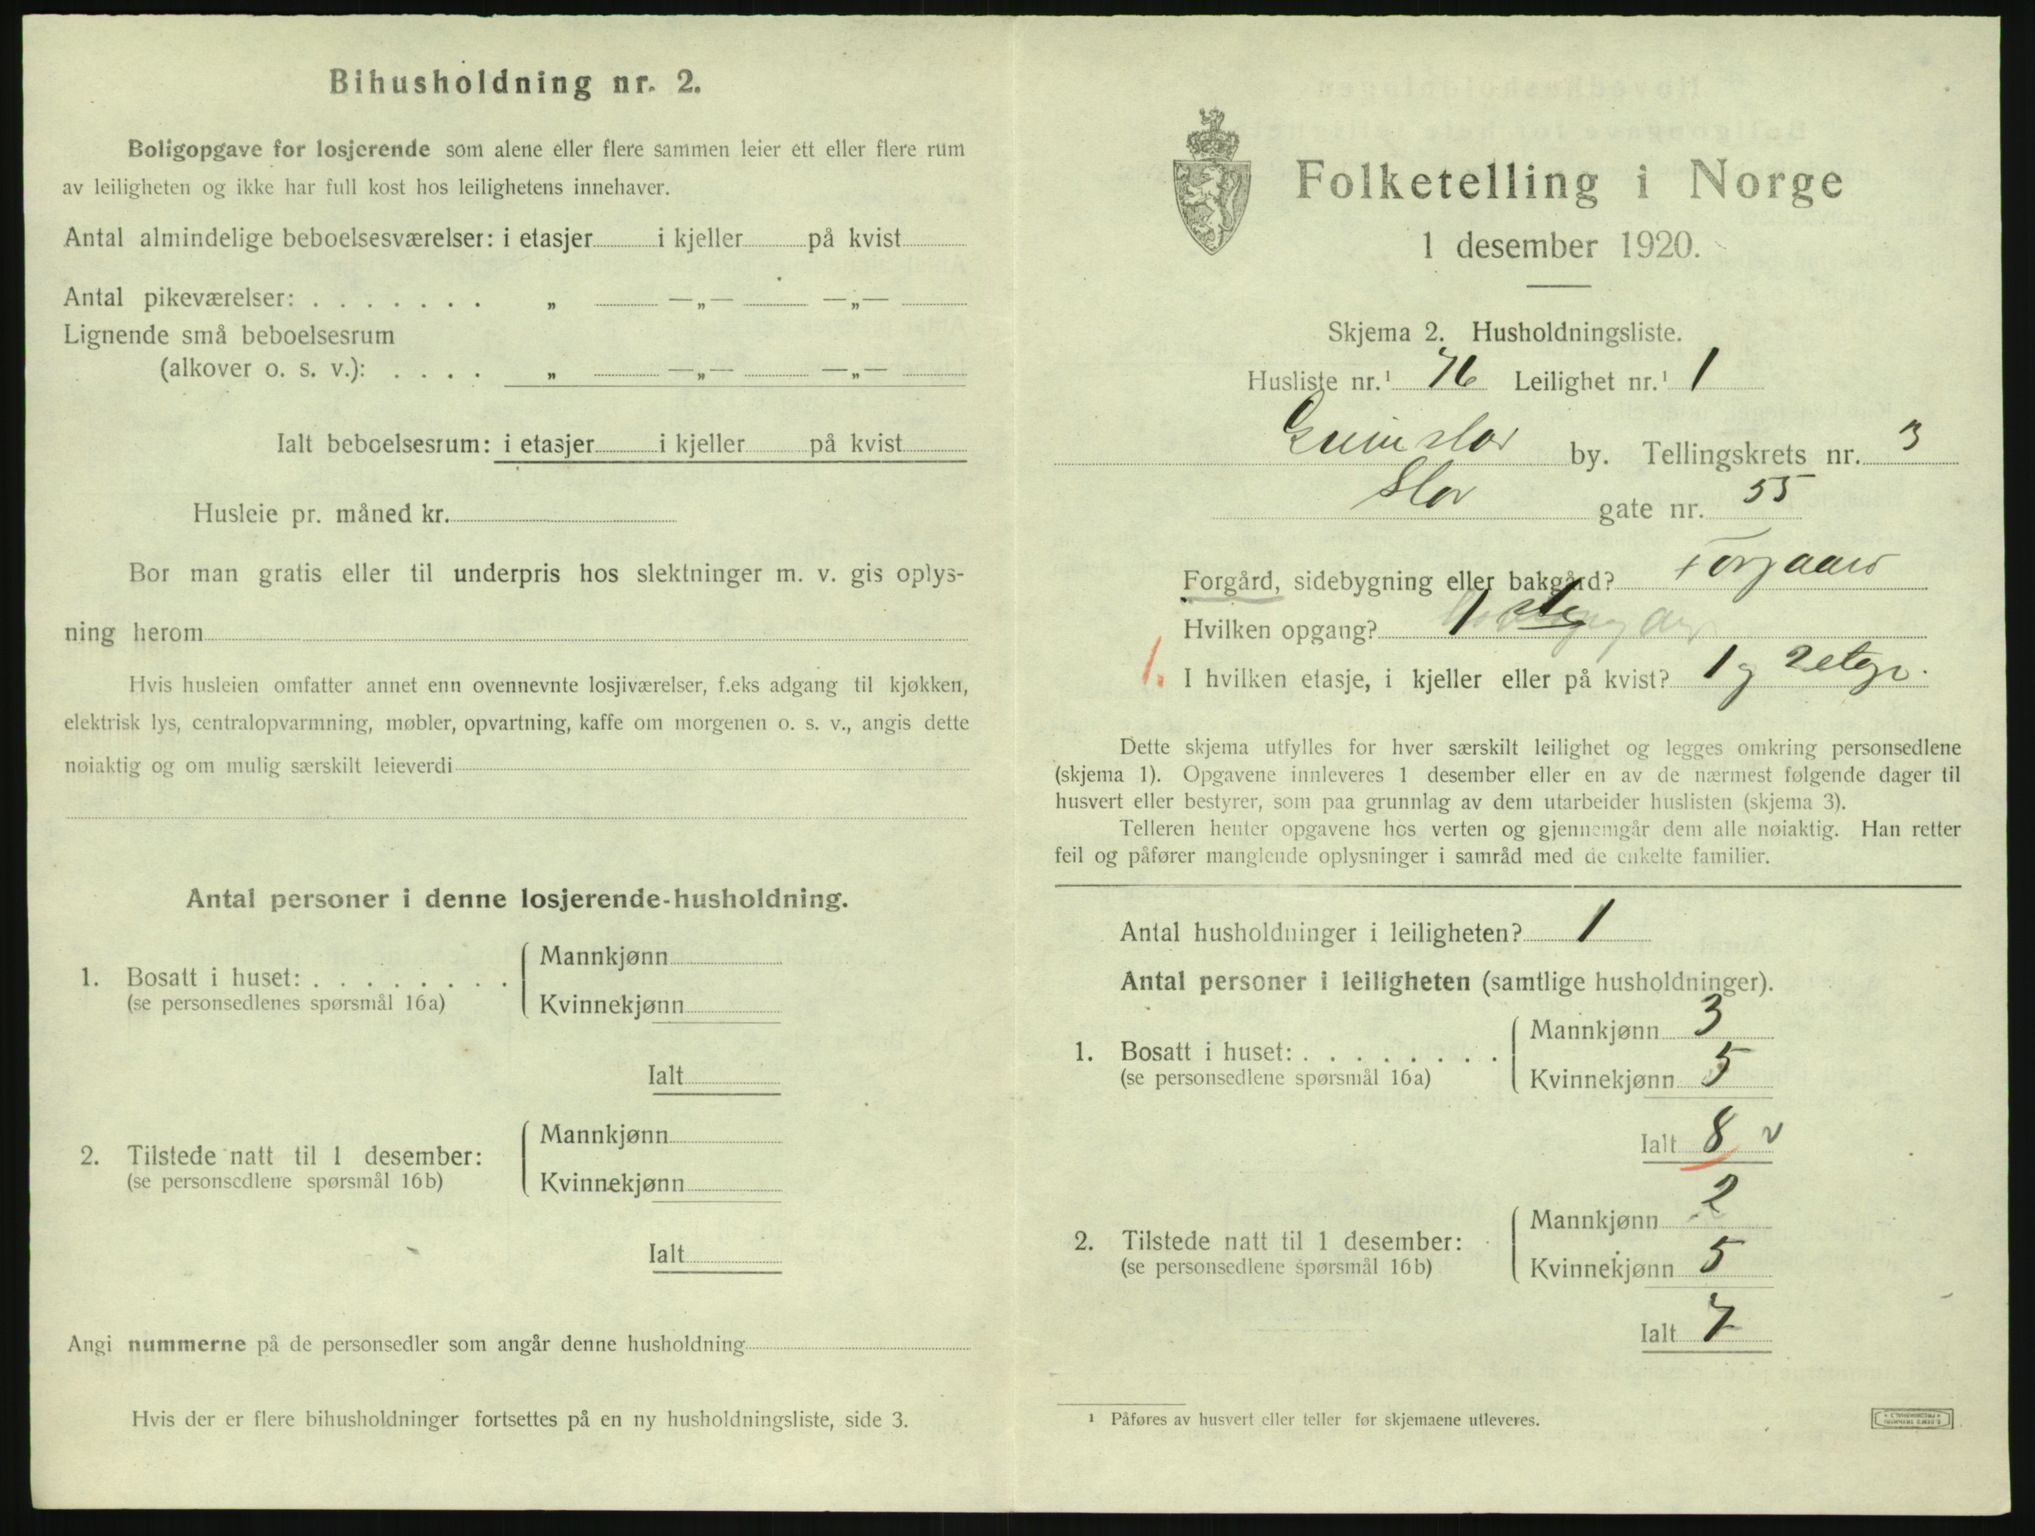 Bihusholdning nr. 2.
Boligopgave for losjerende som alene eller flere sammen leier ett eller flere rum
av leiligheten og ikke har full kost hos leilighetens innehaver.
Antal almindelige beboelsesværelser: i etasjer i kjeller på kvist
Antal pikeværelser: . . . . . . . „ —„— —„—
Lignende små beboelsesrum
(alkover o. s. v.): . . . . „ —„— —„—
Ialt beboelsesrum: i etasjer i kjeller på kvist
Husleie pr. måned kr.
Bor man gratis eller til underpris hos slektninger m. v. gis oplys-
ning herom
Hvis husleien omfatter annet enn ovennevnte losjiværelser, f.eks adgang til kjøkken,
elektrisk lys, centralopvarmning, møbler, opvartning, kaffe om morgenen o. s. v., angis dette
nøiaktig og om mulig særskilt leieverdi
Antal personer i denne losjerende-husholdning.
1. Bosatt i huset: . . . . . . . . Mannkjønn
(se personsedlenes spørsmål 16a) Kvinnekjønn
Ialt
2. Tilstede natt til 1 desember: Mannkjønn
(se personsedlene spørsmål 16b) Kvinnekjønn
Ialt
Angi nummerne på de personsedler som angår denne husholdning
Hvis der er flere bihusholdninger fortsettes på en ny husholdningsliste, side 3.
Folketelling i Norge
1 desember 1920.
Skjema 2. Husholdningsliste.
Husliste nr.¹ 76 Leilighet nr.¹ 1
Grimstad by. Tellingskrets nr. 3
Stor gate nr. 55
Forgård, sidebygning eller bakgård? Forgaard
Hvilken opgang? 1ste
1. I hvilken etasje, i kjeller eller på kvist? 1 og 2 etage.
Dette skjema utfylles for hver særskilt leilighet og legges omkring personsedlene
(skjema 1). Opgavene innleveres 1 desember eller en av de nærmest følgende dager til
husvert eller bestyrer, som paa grunnlag av dem utarbeider huslisten (skjema 3).
Telleren henter opgavene hos verten og gjennemgår dem alle nøiaktig. Han retter
feil og påfører manglende oplysninger i samråd med de enkelte familier.
Antal husholdninger i leiligheten? 1
Antal personer i leiligheten (samtlige husholdninger).
1. Bosatt i huset: . . . . . . . . Mannkjønn 3
(se personsedlene spørsmål 16a) Kvinnekjønn 5
Ialt 8 v
2. Tilstede natt til 1 desember: Mannkjønn 2
(se personsedlene spørsmål 16b) Kvinnekjønn 5
Ialt 7
¹ Påføres av husvert eller teller før skjemaene utleveres.